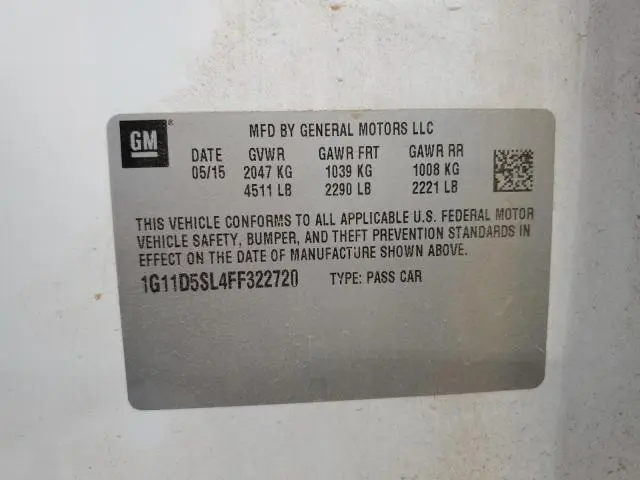 GM®
MFD BY GENERAL MOTORS LLC
DATE GVWR GAWR FRT GAWR RR
05/15 2047 KG 1039 KG 1008 KG
4511 LB 2290 LB 2221 LB
THIS VEHICLE CONFORMS TO ALL APPLICABLE U.S. FEDERAL MOTOR
VEHICLE SAFETY, BUMPER, AND THEFT PREVENTION STANDARDS IN
EFFECT ON THE DATE OF MANUFACTURE SHOWN ABOVE.
1G11D5SL4FF322720 TYPE: PASS CAR